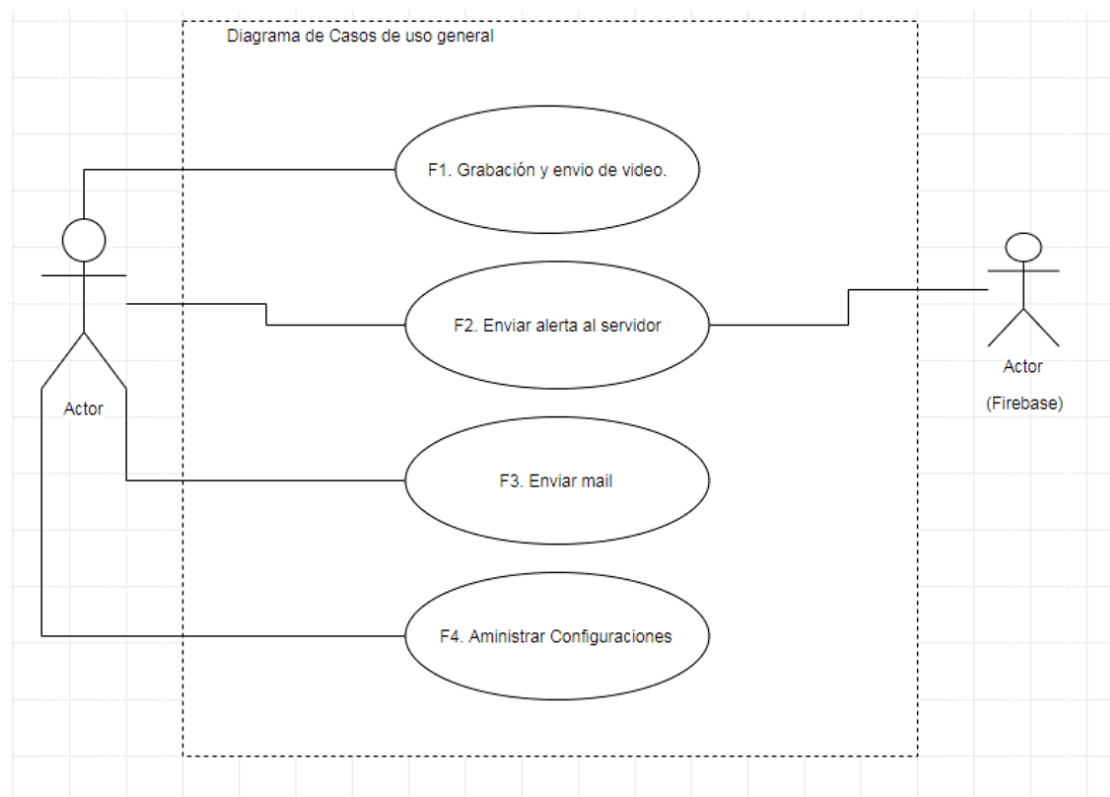 Diagrama de Casos de uso general
F1. Grabación y envio de video.
F2. Enviar alerta al servidor
Actor
(Firebase)
Actor
F3. Enviar mail
F4. Aministrar Configuraciones